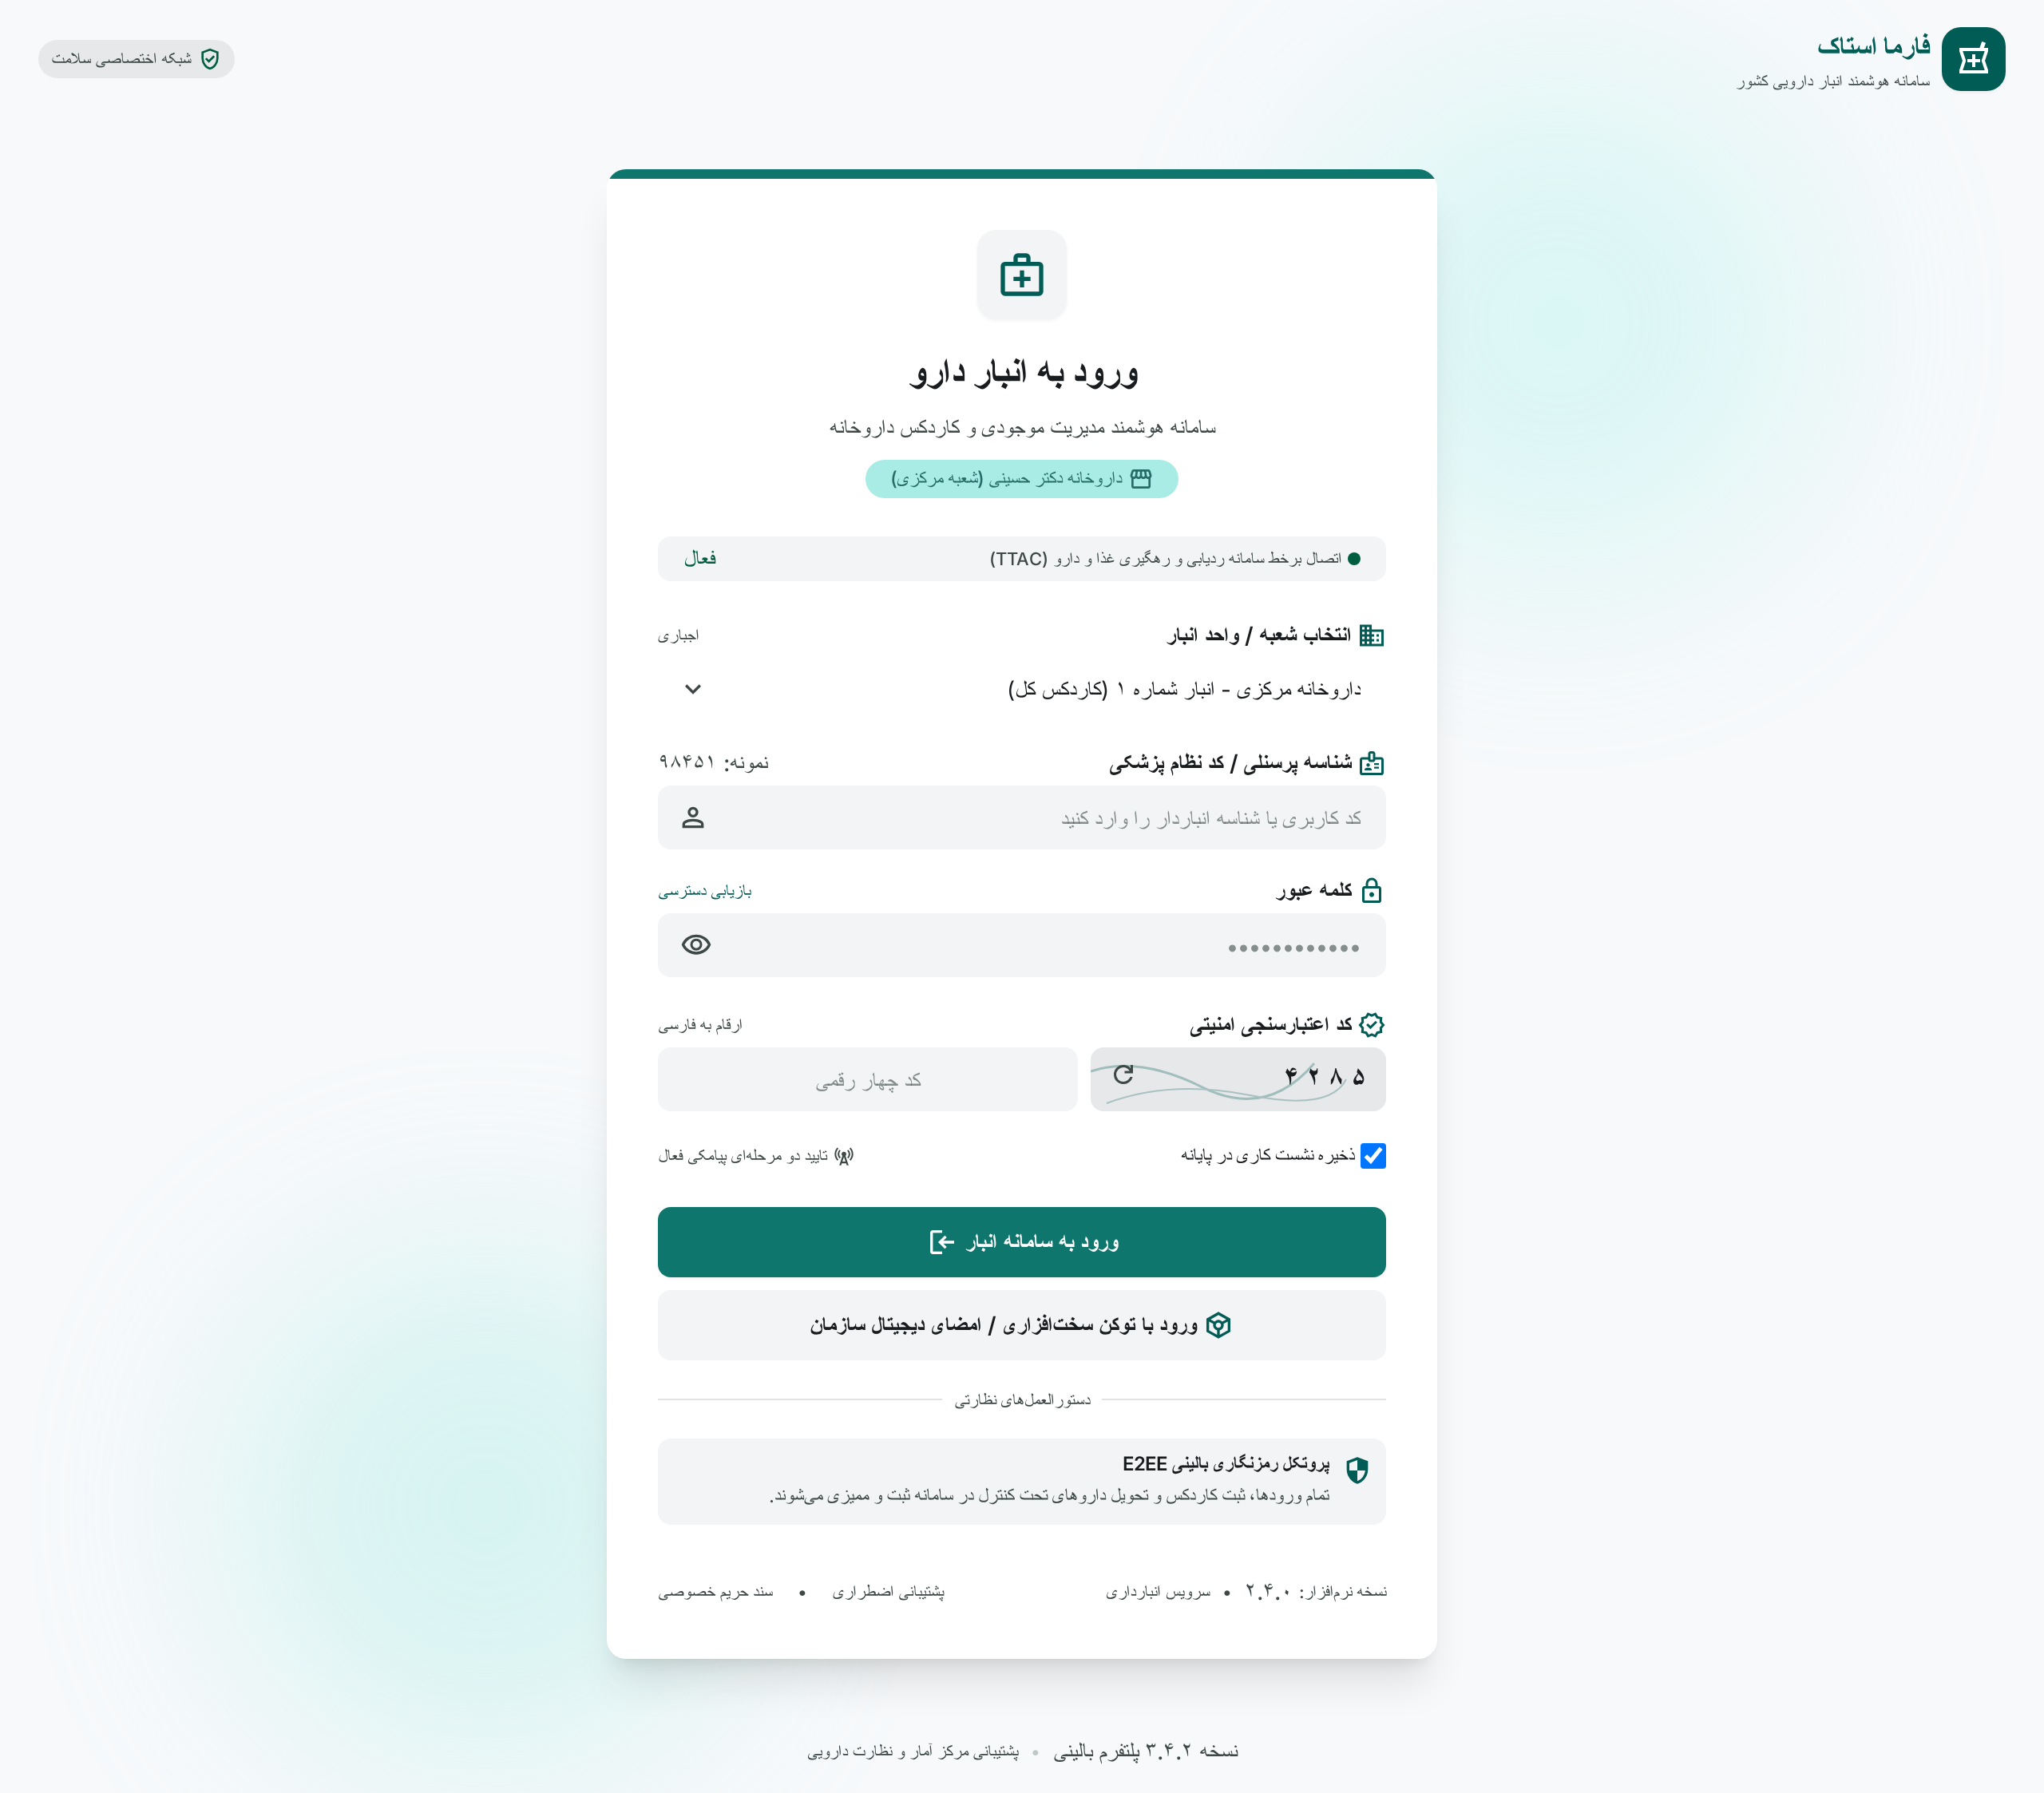 فارما استاک
سامانه هوشمند انبار دارویی کشور
شبکه اختصاصی سلامت
ورود به انبار دارو
سامانه هوشمند مدیریت موجودی و کاردکس داروخانه
داروخانه دکتر حسینی (شعبه مرکزی)
اتصال برخط سامانه ردیابی و رهگیری غذا و دارو (TTAC)
فعال
انتخاب شعبه / واحد انبار
اجباری
داروخانه مرکزی - انبار شماره ۱ (کاردکس کل)
شناسه پرسنلی / کد نظام پزشکی
نمونه: ۹۸۴۵۱
کد کاربری یا شناسه انباردار را وارد کنید
کلمه عبور
بازیابی دسترسی
••••••••••••
کد اعتبارسنجی امنیتی
ارقام به فارسی
۴ ۲ ۸ ۵
کد چهار رقمی
ذخیره نشست کاری در پایانه
تایید دو مرحله‌ای پیامکی فعال
ورود به سامانه انبار
ورود با توکن سخت‌افزاری / امضای دیجیتال سازمان
دستورالعمل‌های نظارتی
پروتکل رمزنگاری بالینی E2EE
تمام ورودها، ثبت کاردکس و تحویل داروهای تحت کنترل در سامانه ثبت و ممیزی می‌شوند.
نسخه نرم‌افزار: ۲.۴.۰ • سرویس انبارداری
پشتیبانی اضطراری • سند حریم خصوصی
نسخه ۳.۴.۲ پلتفرم بالینی • پشتیبانی مرکز آمار و نظارت دارویی